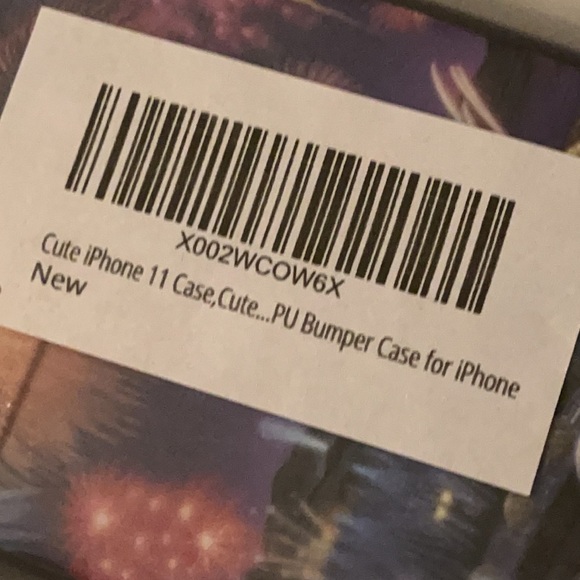 X002WCOW6X
Cute iPhone 11 Case,Cute...PU Bumper Case for iPhone
New